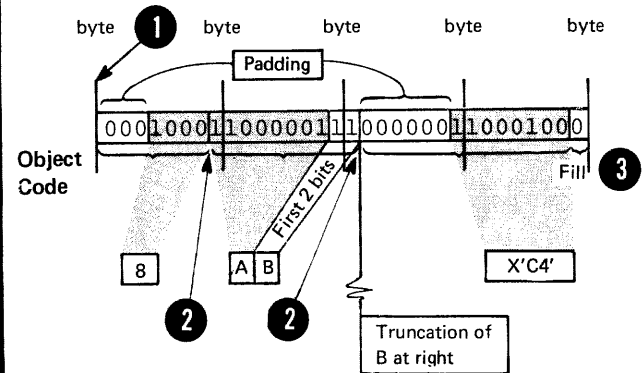 byte 1 byte byte byte byte
Padding
00010001100000111000000110001000
Object Code
Fill 3
First 2 bits
8
A B
X'C4'
2 2
Truncation of
B at right